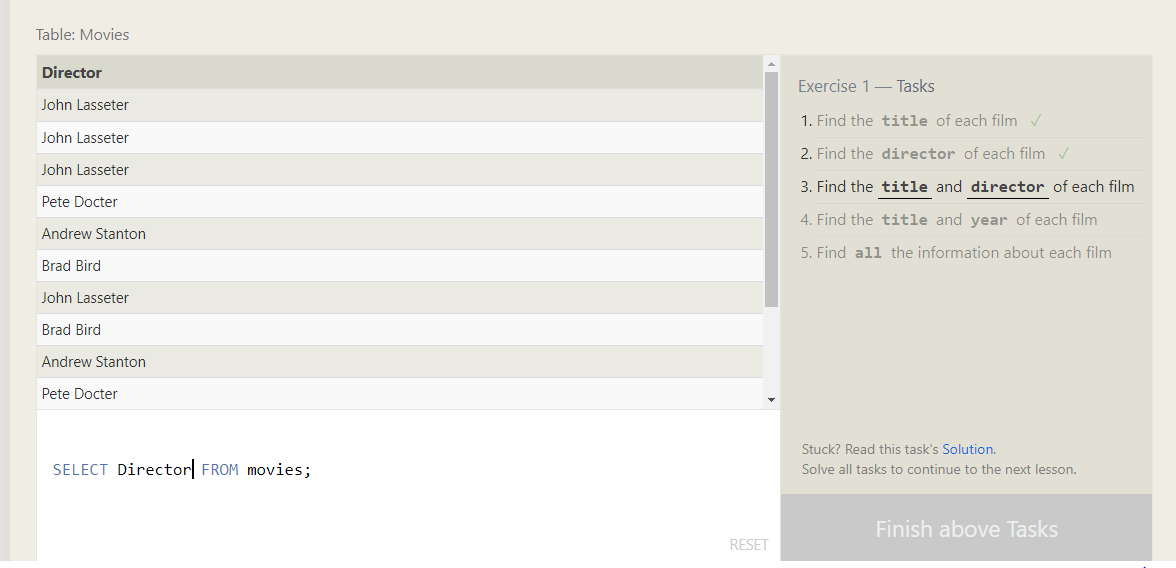 Table: Movies
Director
John Lasseter
John Lasseter
John Lasseter
Pete Docter
Andrew Stanton
Brad Bird
John Lasseter
Brad Bird
Andrew Stanton
Pete Docter
SELECT Director FROM movies;
RESET
Exercise 1 — Tasks
1. Find the title of each film ✓
2. Find the director of each film ✓
3. Find the title and director of each film
4. Find the title and year of each film
5. Find all the information about each film
Stuck? Read this task's Solution.
Solve all tasks to continue to the next lesson.
Finish above Tasks